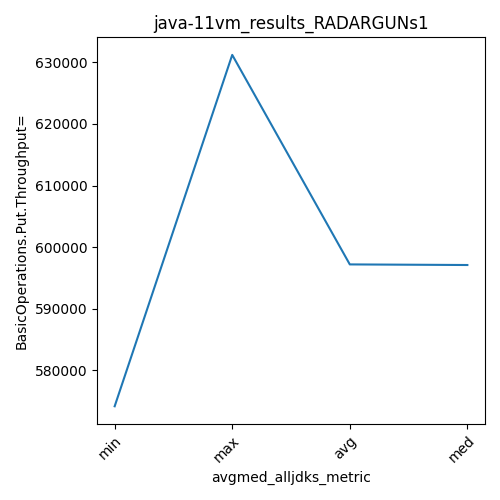 java-11vm_results_RADARGUNs1
BasicOperations.Put.Throughput=
630000
620000
610000
600000
590000
580000
min
max
avg
med
avgmed_alljdks_metric